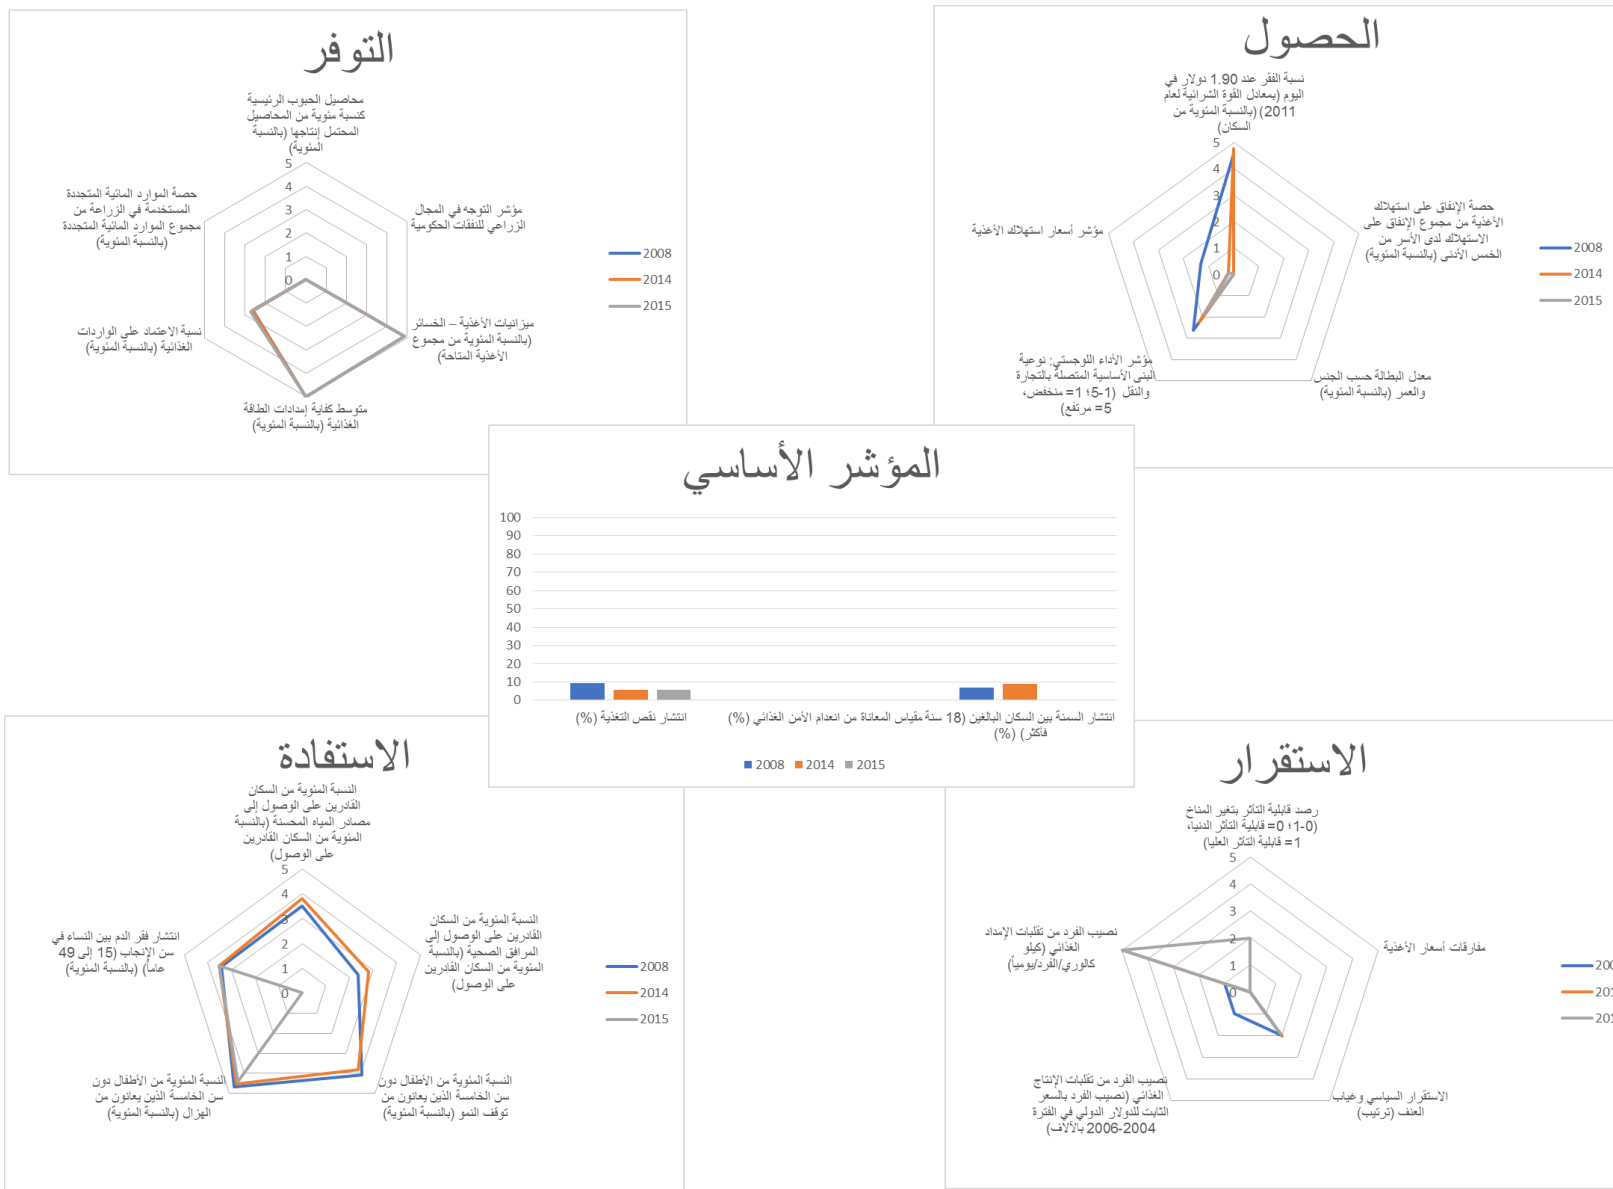 التوفر
محاصيل الحبوب الرئيسية
كنسبة مئوية من المحاصيل
المحتمل إنتاجها (بالنسبة
المئوية)
مؤشر التوجه في المجال
الزراعي للنفقات الحكومية
ميزانيات الأغذية – الخسائر
(بالنسبة المئوية من مجموع
الأغذية المتاحة)
متوسط كفاية إمدادات الطاقة
الغذائية (بالنسبة المئوية)
نسبة الاعتماد على الواردات
الغذائية (بالنسبة المئوية)
حصة الموارد المائية المتجددة
المستخدمة في الزراعة من
مجموع الموارد المائية المتجددة
(بالنسبة المئوية)
5
4
3
2
1
0
2008
2014
2015
الحصول
نسبة الفقر عند 1.90 دولار في
اليوم (بمعادل القوة الشرائية لعام
2011) (بالنسبة المئوية من
السكان)
حصة الإنفاق على استهلاك
الأغذية من مجموع الإنفاق على
الاستهلاك لدى الأسر من
الخمس الأدنى (بالنسبة المئوية)
معدل البطالة حسب الجنس
والعمر (بالنسبة المئوية)
مؤشر الأداء اللوجستي: نوعية
البنى الأساسية المتصلة بالتجارة
والنقل (1-5؛ 1= منخفض،
5= مرتفع)
مؤشر أسعار استهلاك الأغذية
5
4
3
2
1
0
2008
2014
2015
المؤشر الأساسي
100
90
80
70
60
50
40
30
20
10
0
انتشار نقص التغذية (%)
مقياس المعاناة من انعدام الأمن الغذائي (%)
انتشار السمنة بين السكان البالغين (18 سنة
فأكثر) (%)
2008
2014
2015
الاستفادة
النسبة المئوية من السكان
القادرين على الوصول إلى
مصادر المياه المحسنة (بالنسبة
المئوية من السكان القادرين
على الوصول)
النسبة المئوية من السكان
القادرين على الوصول إلى
المرافق الصحية (بالنسبة
المئوية من السكان القادرين
على الوصول)
النسبة المئوية من الأطفال دون
سن الخامسة الذين يعانون من
توقف النمو (بالنسبة المئوية)
النسبة المئوية من الأطفال دون
سن الخامسة الذين يعانون من
الهزال (بالنسبة المئوية)
انتشار فقر الدم بين النساء في
سن الإنجاب (15 إلى 49
عاماً) (بالنسبة المئوية)
5
4
3
2
1
0
2008
2014
2015
الاستقرار
رصد قابلية التأثر بتغير المناخ
(0-1؛ 0= قابلية التأثر الدنيا،
1= قابلية التأثر العليا)
مفارقات أسعار الأغذية
الاستقرار السياسي وغياب
العنف (ترتيب)
نصيب الفرد من تقلبات الإنتاج
الغذائي (نصيب الفرد بالسعر
الثابت للدولار الدولي في الفترة
2004-2006 بالآلاف)
نصيب الفرد من تقلبات الإمداد
الغذائي (كيلو
كالوري/الفرد/يومياً)
5
4
3
2
1
0